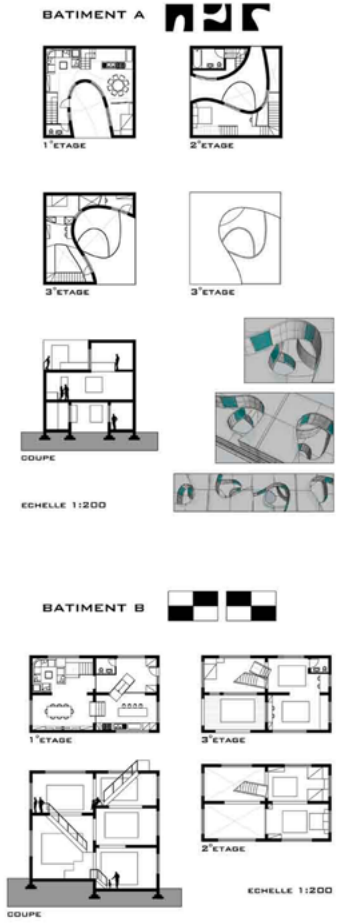 BATIMENT A
1°ETAGE
2°ETAGE
3°ETAGE
3°ETAGE
COUPE
ECHELLE 1:200
BATIMENT B
1°ETAGE
3°ETAGE
2°ETAGE
COUPE
ECHELLE 1:200